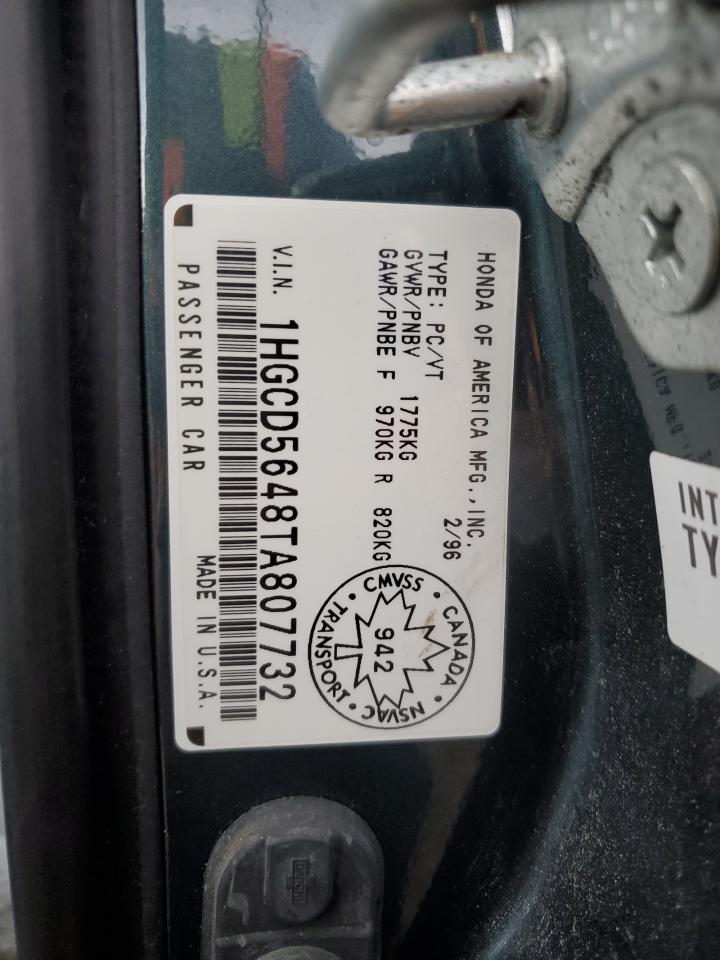 HONDA OF AMERICA MFG.,INC.
2/96
TYPE: PC/VT
GVWR/PNBV 1775KG
GAWR/PNBE F 970KG R 820KG
V.I.N.
1HGCD5648TA807732
PASSENGER CAR MADE IN U.S.A.
CMVSS • CANADA • NSVAC • TRANSPORT •
942
INT
TY